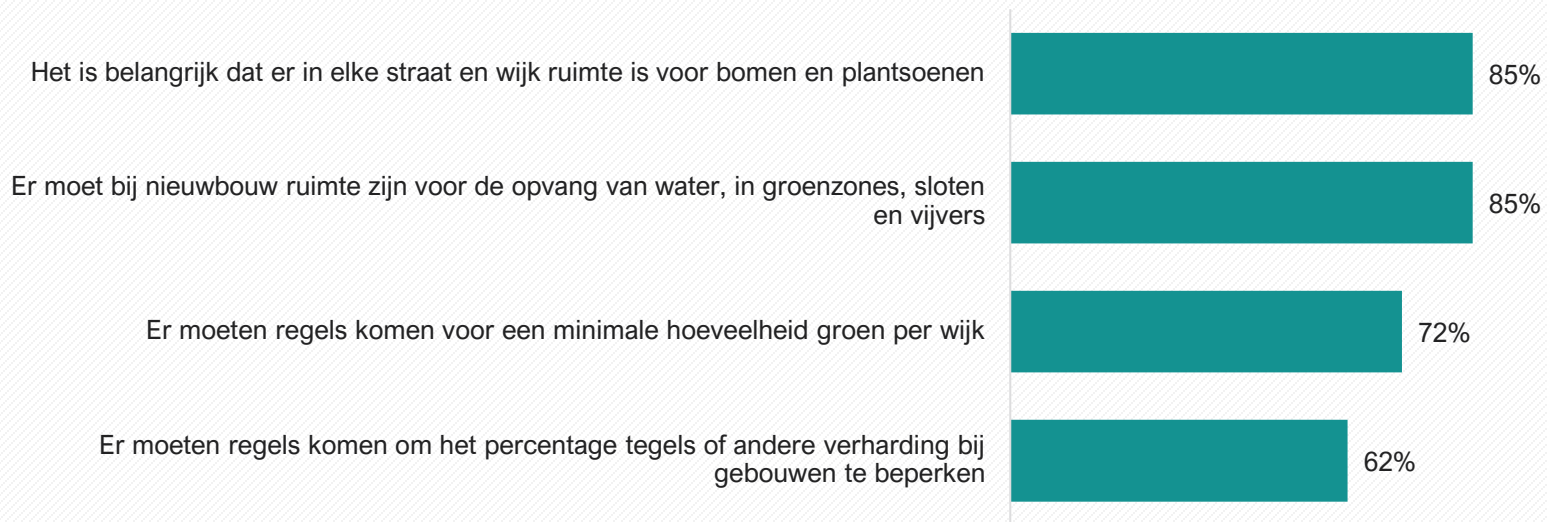 Het is belangrijk dat er in elke straat en wijk ruimte is voor bomen en plantsoenen
85%
Er moet bij nieuwbouw ruimte zijn voor de opvang van water, in groenzones, sloten
en vijvers
85%
Er moeten regels komen voor een minimale hoeveelheid groen per wijk
72%
Er moeten regels komen om het percentage tegels of andere verharding bij
gebouwen te beperken
62%